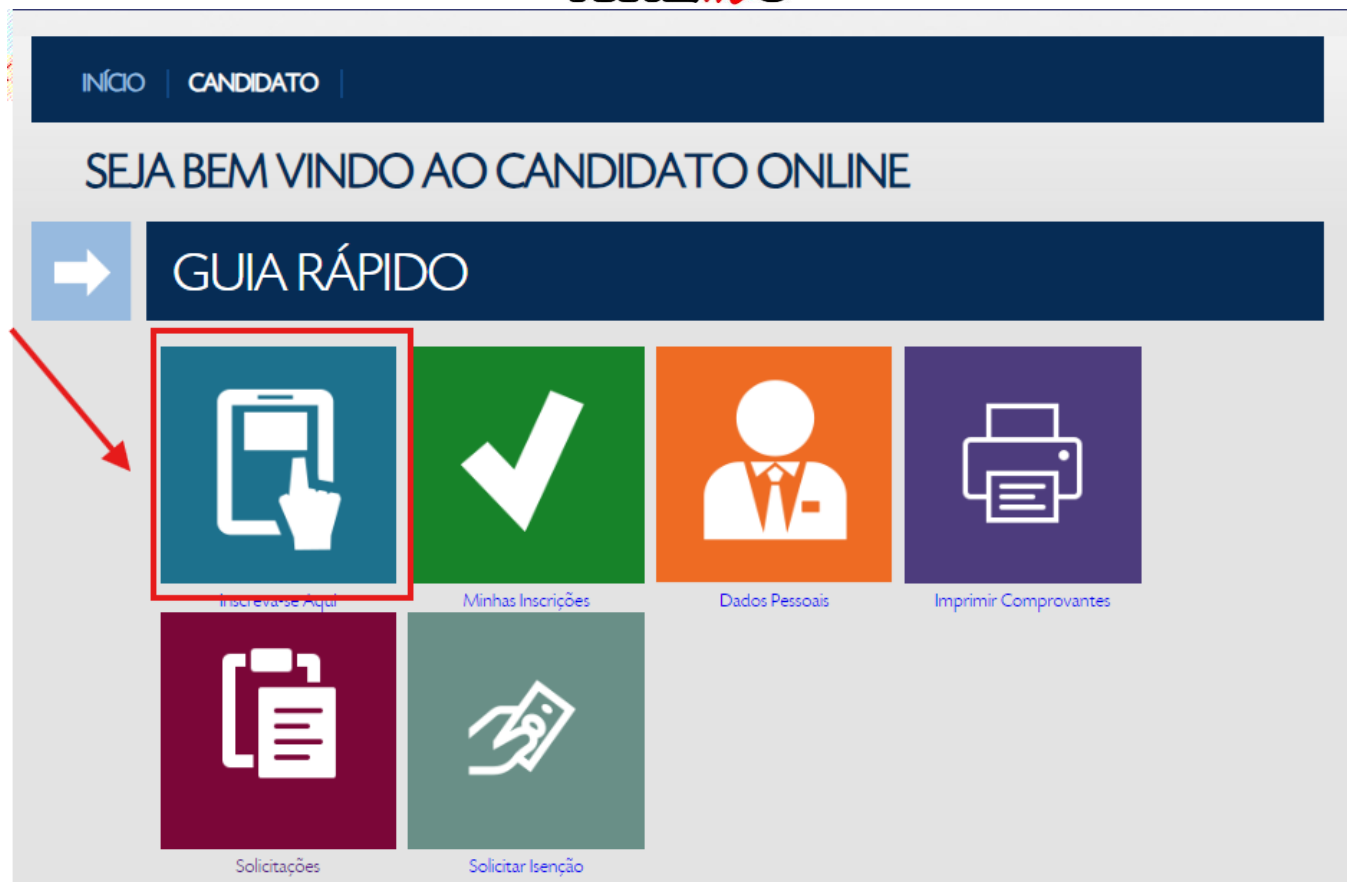 INÍCIO | CANDIDATO |
SEJA BEM VINDO AO CANDIDATO ONLINE
GUIA RÁPIDO
Inscreva-se Aqui
Minhas Inscrições
Dados Pessoais
Imprimir Comprovantes
Solicitações
Solicitar Isenção